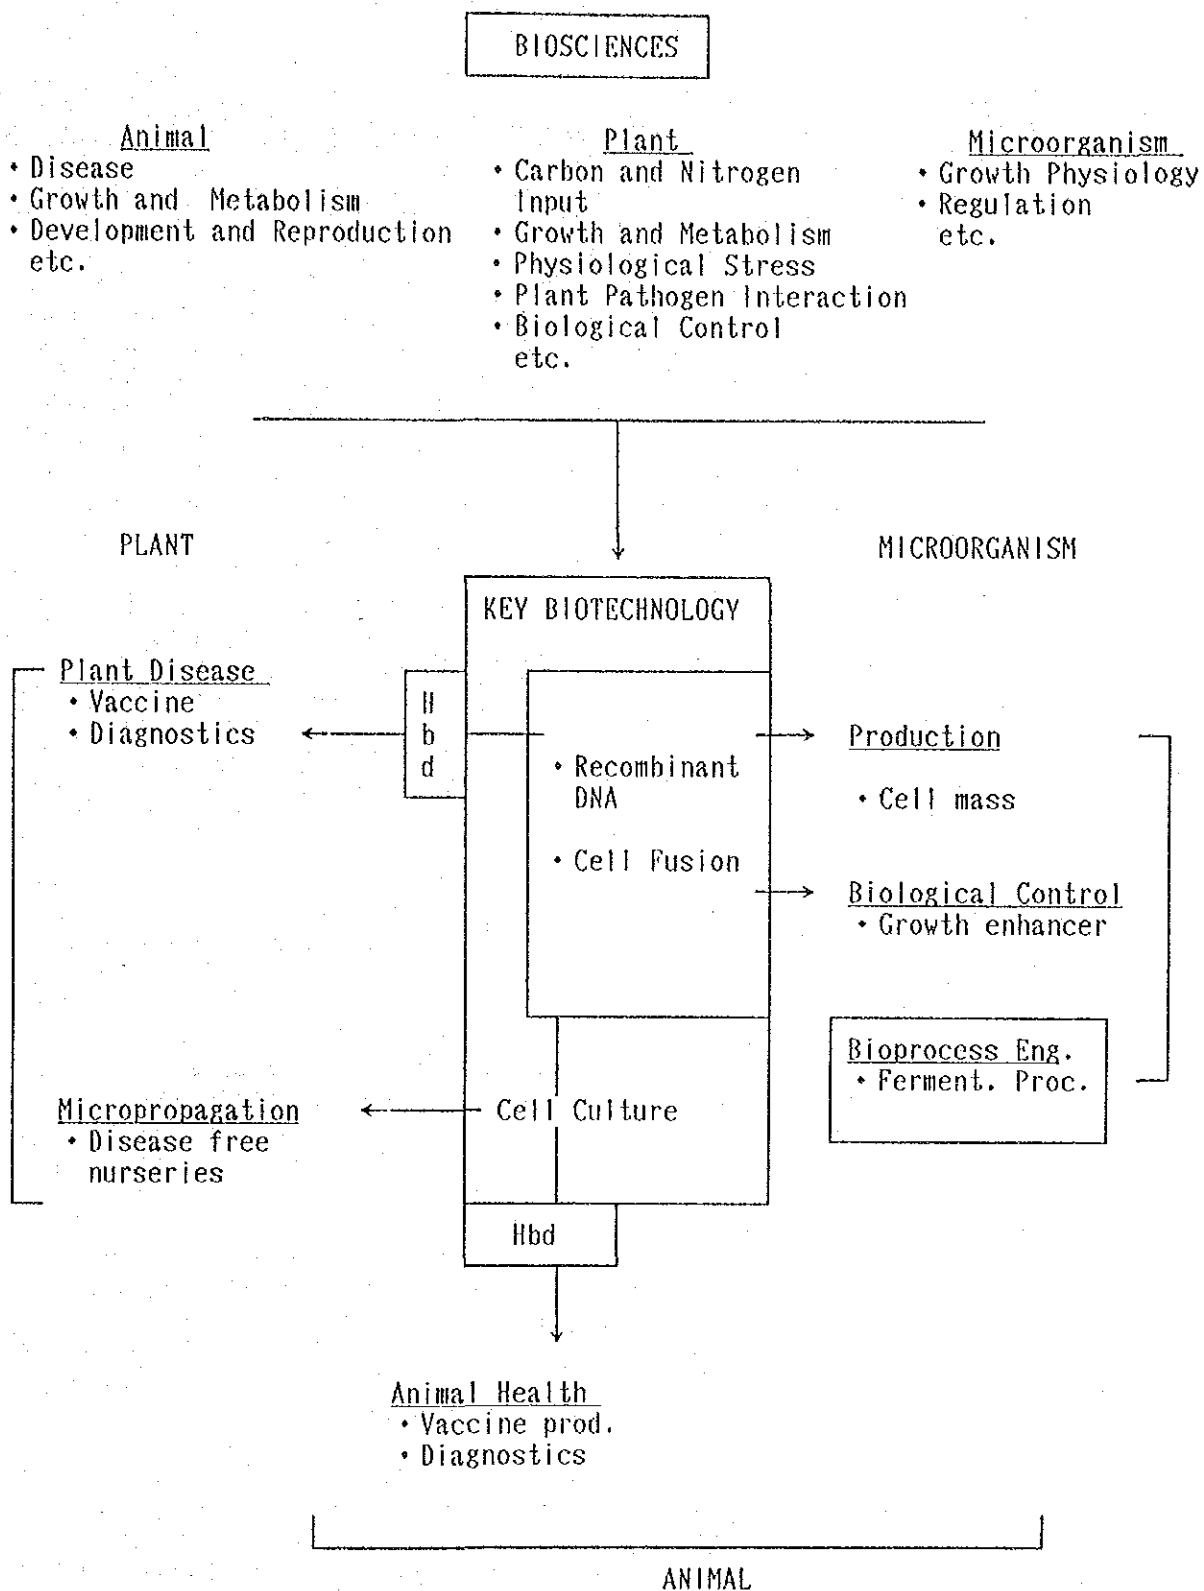 BIOSCIENCES
Animal
• Disease
• Growth and Metabolism
• Development and Reproduction
etc.
Plant
• Carbon and Nitrogen
Input
• Growth and Metabolism
• Physiological Stress
• Plant Pathogen Interaction
• Biological Control
etc.
Microorganism
• Growth Physiology
• Regulation
etc.
PLANT
MICROORGANISM
KEY BIOTECHNOLOGY
Plant Disease
• Vaccine
• Diagnostics
H
b
d
• Recombinant
DNA
• Cell Fusion
Production
• Cell mass
Biological Control
• Growth enhancer
Bioprocess Eng.
• Ferment. Proc.
Micropropagation
• Disease free
nurseries
Cell Culture
Hbd
Animal Health
• Vaccine prod.
• Diagnostics
ANIMAL